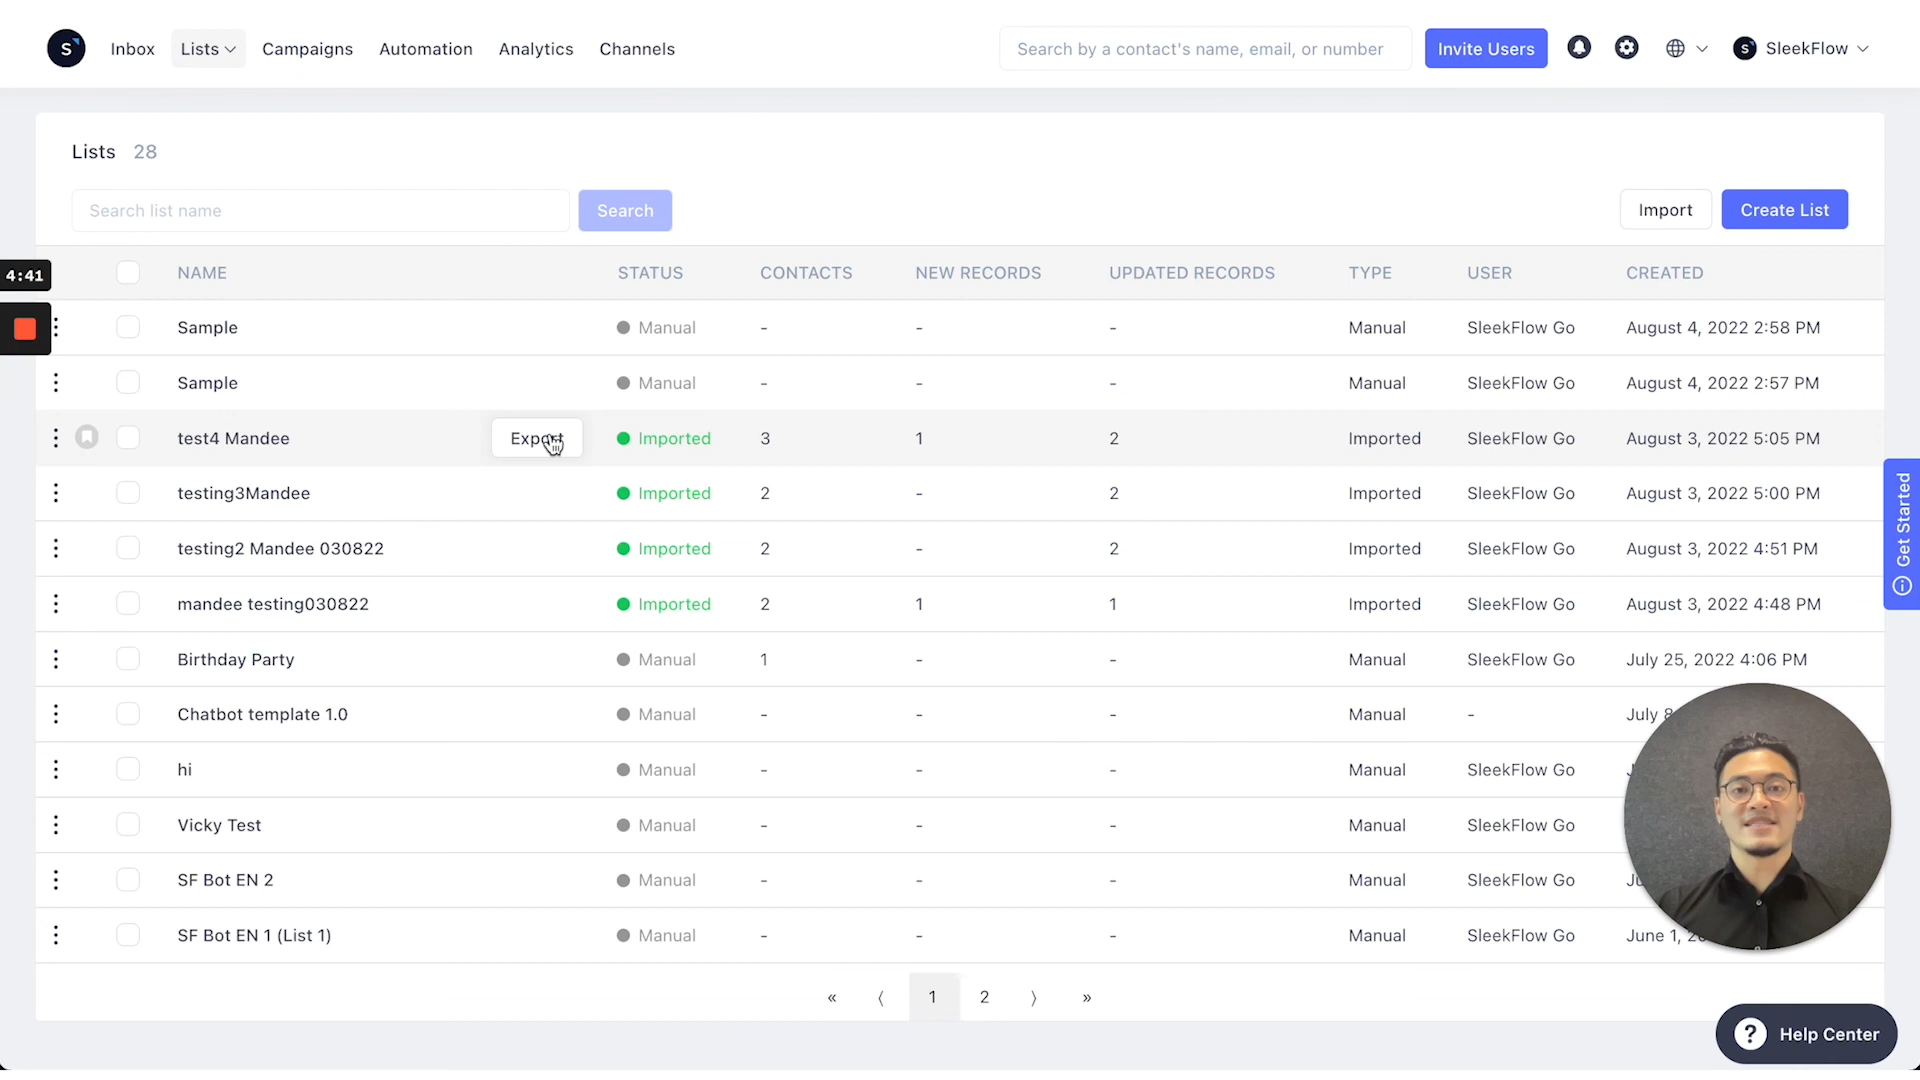 S Inbox Lists Campaigns Automation Analytics Channels Search by a contact's name, email, or number Invite Users S SleekFlow
Lists 28
Search list name Search Import Create List
4:41
NAME STATUS CONTACTS NEW RECORDS UPDATED RECORDS TYPE USER CREATED
Sample Manual - - - Manual SleekFlow Go August 4, 2022 2:58 PM
Sample Manual - - - Manual SleekFlow Go August 4, 2022 2:57 PM
test4 Mandee Export Imported 3 1 2 Imported SleekFlow Go August 3, 2022 5:05 PM
testing3Mandee Imported 2 - 2 Imported SleekFlow Go August 3, 2022 5:00 PM
testing2 Mandee 030822 Imported 2 - 2 Imported SleekFlow Go August 3, 2022 4:51 PM
mandee testing030822 Imported 2 1 1 Imported SleekFlow Go August 3, 2022 4:48 PM
Get Started
Birthday Party Manual 1 - - Manual SleekFlow Go July 25, 2022 4:06 PM
Chatbot template 1.0 Manual - - - Manual - July 8
hi Manual - - - Manual SleekFlow Go
Vicky Test Manual - - - Manual SleekFlow Go
SF Bot EN 2 Manual - - - Manual SleekFlow Go
SF Bot EN 1 (List 1) Manual - - - Manual SleekFlow Go June 1,
« ⟨ 1 2 ⟩ »
? Help Center